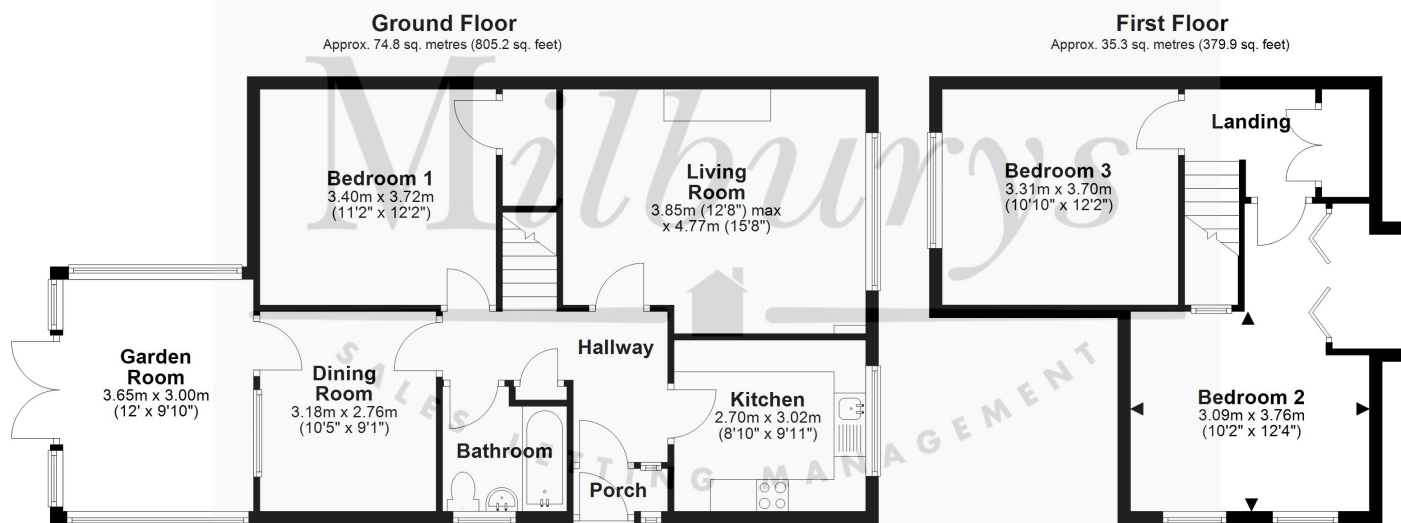 Ground Floor
Approx. 74.8 sq. metres (805.2 sq. feet)
First Floor
Approx. 35.3 sq. metres (379.9 sq. feet)
Milburys
SALES LETTING MANAGEMENT
Bedroom 1
3.40m x 3.72m
(11'2" x 12'2")
Living
Room
3.85m (12'8") max
x 4.77m (15'8")
Garden
Room
3.65m x 3.00m
(12' x 9'10")
Dining
Room
3.18m x 2.76m
(10'5" x 9'1")
Hallway
Bathroom
Porch
Kitchen
2.70m x 3.02m
(8'10" x 9'11")
Landing
Bedroom 3
3.31m x 3.70m
(10'10" x 12'2")
Bedroom 2
3.09m x 3.76m
(10'2" x 12'4")